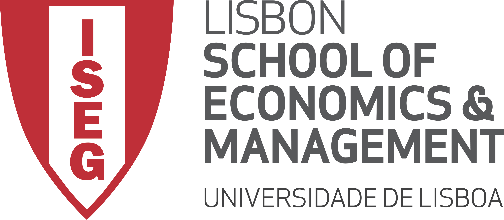 ISEG
LISBON
SCHOOL OF
ECONOMICS &
MANAGEMENT
UNIVERSIDADE DE LISBOA